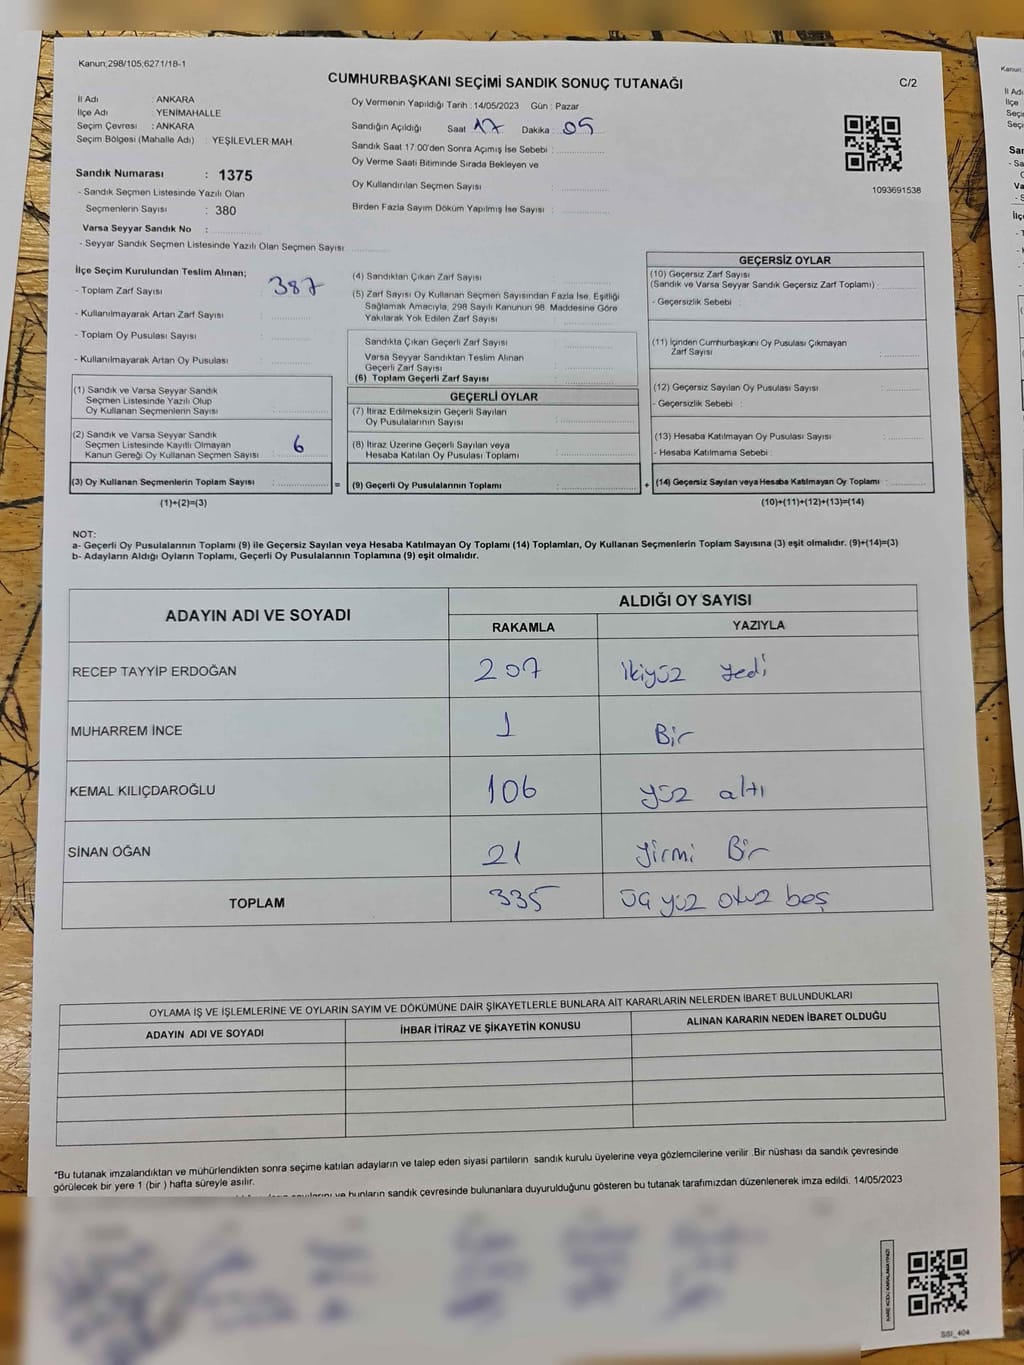 Kanun;298/105;6271/18-1
CUMHURBAŞKANI SEÇİMİ SANDIK SONUÇ TUTANAĞI
C/2
İl Adı : ANKARA
İlçe Adı : YENİMAHALLE
Seçim Çevresi : ANKARA
Seçim Bölgesi (Mahalle Adı) : YEŞİLEVLER MAH.
Oy Vermenin Yapıldığı Tarih : 14/05/2023 Gün : Pazar
Sandığın Açıldığı Saat : 17 Dakika : 05
Sandık Saat 17:00'den Sonra Açımış İse Sebebi :
Oy Verme Saati Bitiminde Sırada Bekleyen ve
Oy Kullandırılan Seçmen Sayısı :
Birden Fazla Sayım Döküm Yapılmış İse Sayısı :
1093691538
Sandık Numarası : 1375
- Sandık Seçmen Listesinde Yazılı Olan
Seçmenlerin Sayısı : 380
Varsa Seyyar Sandık No :
- Seyyar Sandık Seçmen Listesinde Yazılı Olan Seçmen Sayısı:
İlçe Seçim Kurulundan Teslim Alınan;
- Toplam Zarf Sayısı : 387
- Kullanılmayarak Artan Zarf Sayısı :
- Toplam Oy Pusulası Sayısı :
- Kullanılmayarak Artan Oy Pusulası :
(1) Sandık ve Varsa Seyyar Sandık
Seçmen Listesinde Yazılı Olup
Oy Kullanan Seçmenlerin Sayısı :
(2) Sandık ve Varsa Seyyar Sandık
Seçmen Listesinde Kayıtlı Olmayan
Kanun Gereği Oy Kullanan Seçmen Sayısı : 6
(3) Oy Kullanan Seçmenlerin Toplam Sayısı :
(1)+(2)=(3)
(4) Sandıktan Çıkan Zarf Sayısı :
(5) Zarf Sayısı Oy Kullanan Seçmen Sayısından Fazla İse, Eşitliği
Sağlamak Amacıyla, 298 Sayılı Kanunun 98. Maddesine Göre
Yakılarak Yok Edilen Zarf Sayısı :
Sandıkta Çıkan Geçerli Zarf Sayısı :
Varsa Seyyar Sandıktan Teslim Alınan
Geçerli Zarf Sayısı :
(6) Toplam Geçerli Zarf Sayısı :
=
GEÇERLİ OYLAR
(7) İtiraz Edilmeksizin Geçerli Sayılan
Oy Pusulalarının Sayısı :
(8) İtiraz Üzerine Geçerli Sayılan veya
Hesaba Katılan Oy Pusulası Toplamı :
(9) Geçerli Oy Pusulalarının Toplamı :
+
GEÇERSİZ OYLAR
(10) Geçersiz Zarf Sayısı
(Sandık ve Varsa Seyyar Sandık Geçersiz Zarf Toplamı) :
- Geçersizlik Sebebi :
(11) İçinden Cumhurbaşkanı Oy Pusulası Çıkmayan
Zarf Sayısı :
(12) Geçersiz Sayılan Oy Pusulası Sayısı :
- Geçersizlik Sebebi :
(13) Hesaba Katılmayan Oy Pusulası Sayısı :
- Hesaba Katılmama Sebebi :
(14) Geçersiz Sayılan veya Hesaba Katılmayan Oy Toplamı :
(10)+(11)+(12)+(13)=(14)
NOT:
a- Geçerli Oy Pusulalarının Toplamı (9) ile Geçersiz Sayılan veya Hesaba Katılmayan Oy Toplamı (14) Toplamları, Oy Kullanan Seçmenlerin Toplam Sayısına (3) eşit olmalıdır. (9)+(14)=(3)
b- Adayların Aldığı Oyların Toplamı, Geçerli Oy Pusulalarının Toplamına (9) eşit olmalıdır.
ADAYIN ADI VE SOYADI ALDIĞI OY SAYISI
RAKAMLA YAZIYLA
RECEP TAYYİP ERDOĞAN 207 ikiyüz yedi
MUHARREM İNCE 1 Bir
KEMAL KILIÇDAROĞLU 106 yüz altı
SİNAN OĞAN 21 yirmi Bir
TOPLAM 335 üç yüz otuz beş
OYLAMA İŞ VE İŞLEMLERİNE VE OYLARIN SAYIM VE DÖKÜMÜNE DAİR ŞİKAYETLERLE BUNLARA AİT KARARLARIN NELERDEN İBARET BULUNDUKLARI
ADAYIN ADI VE SOYADI İHBAR İTİRAZ VE ŞİKAYETİN KONUSU ALINAN KARARIN NEDEN İBARET OLDUĞU
*Bu tutanak imzalandıktan ve mühürlendikten sonra seçime katılan adayların ve talep eden siyasi partilerin sandık kurulu üyelerine veya gözlemcilerine verilir .Bir nüshası da sandık çevresinde
görülecek bir yere 1 (bir ) hafta süreyle asılır.
ve bunların sandık çevresinde bulunanlara duyurulduğunu gösteren bu tutanak tarafımızdan düzenlenerek imza edildi. 14/05/2023
SSI_404